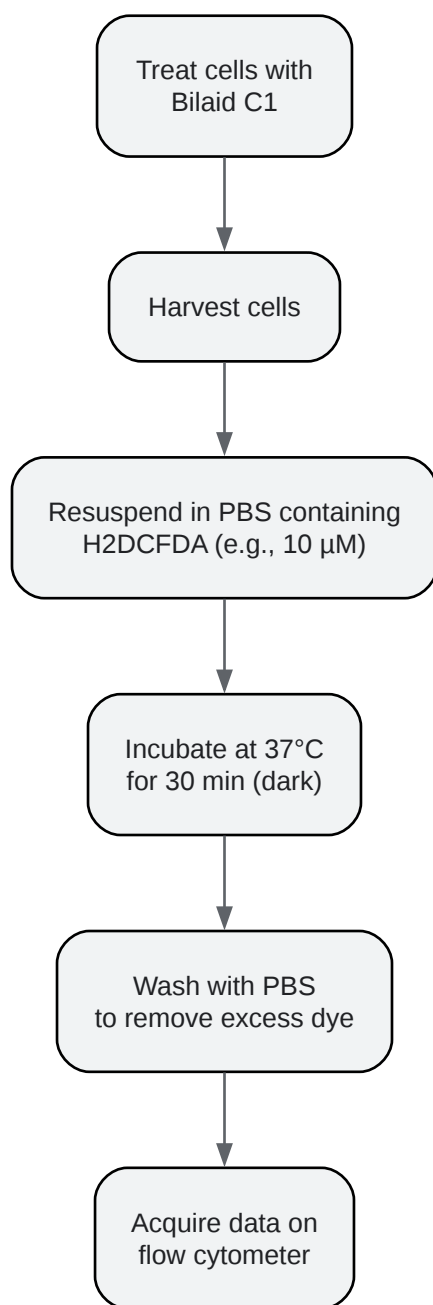 Treat cells with
Bilaid C1
Harvest cells
Resuspend in PBS containing
H2DCFDA (e.g., 10 µM)
Incubate at 37°C
for 30 min (dark)
Wash with PBS
to remove excess dye
Acquire data on
flow cytometer